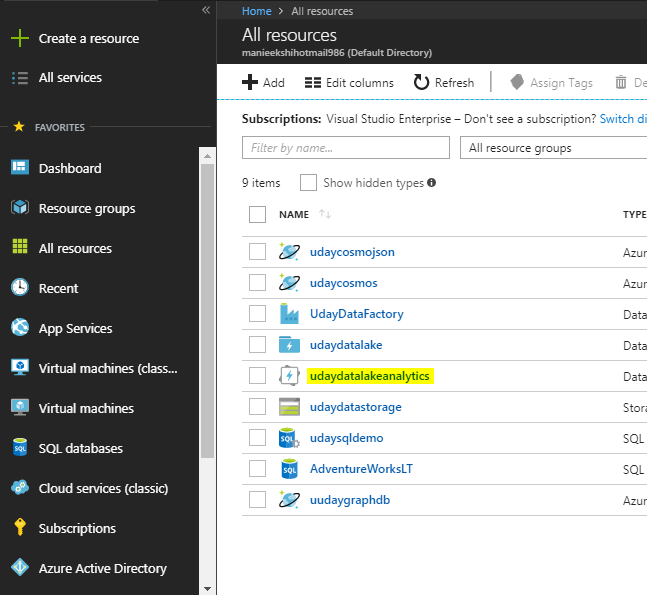 «
Create a resource
All services
FAVORITES
Dashboard
Resource groups
All resources
Recent
App Services
Virtual machines (class...
Virtual machines
SQL databases
Cloud services (classic)
Subscriptions
Azure Active Directory
Home > All resources
All resources
manieekshihotmail986 (Default Directory)
Add Edit columns Refresh Assign Tags De
Subscriptions: Visual Studio Enterprise – Don't see a subscription? Switch di
Filter by name... All resource groups
9 items Show hidden types
NAME TYPE
udaycosmojson Azur
udaycosmos Azur
UdayDataFactory Data
udaydatalake Data
udaydatalakeanalytics Data
udaydatastorage Stora
SQL udaysqldemo SQL
SQL AdventureWorksLT SQL
uudaygraphdb Azur